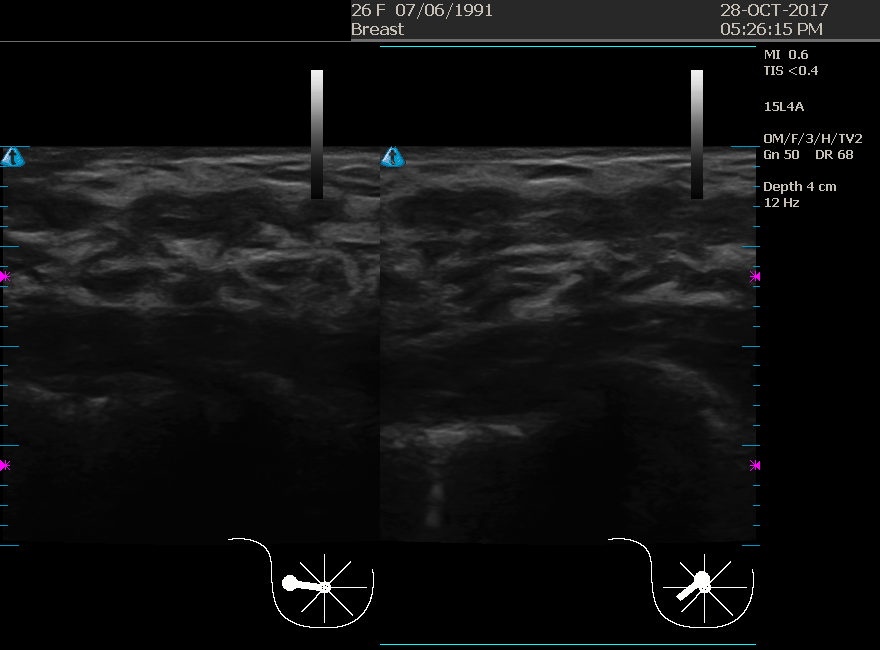 26 F 07/06/1991
Breast
28-OCT-2017
05:26:15 PM
MI 0.6
TIS <0.4
15L4A
OM/F/3/H/TV2
Gn 50 DR 68
Depth 4 cm
12 Hz